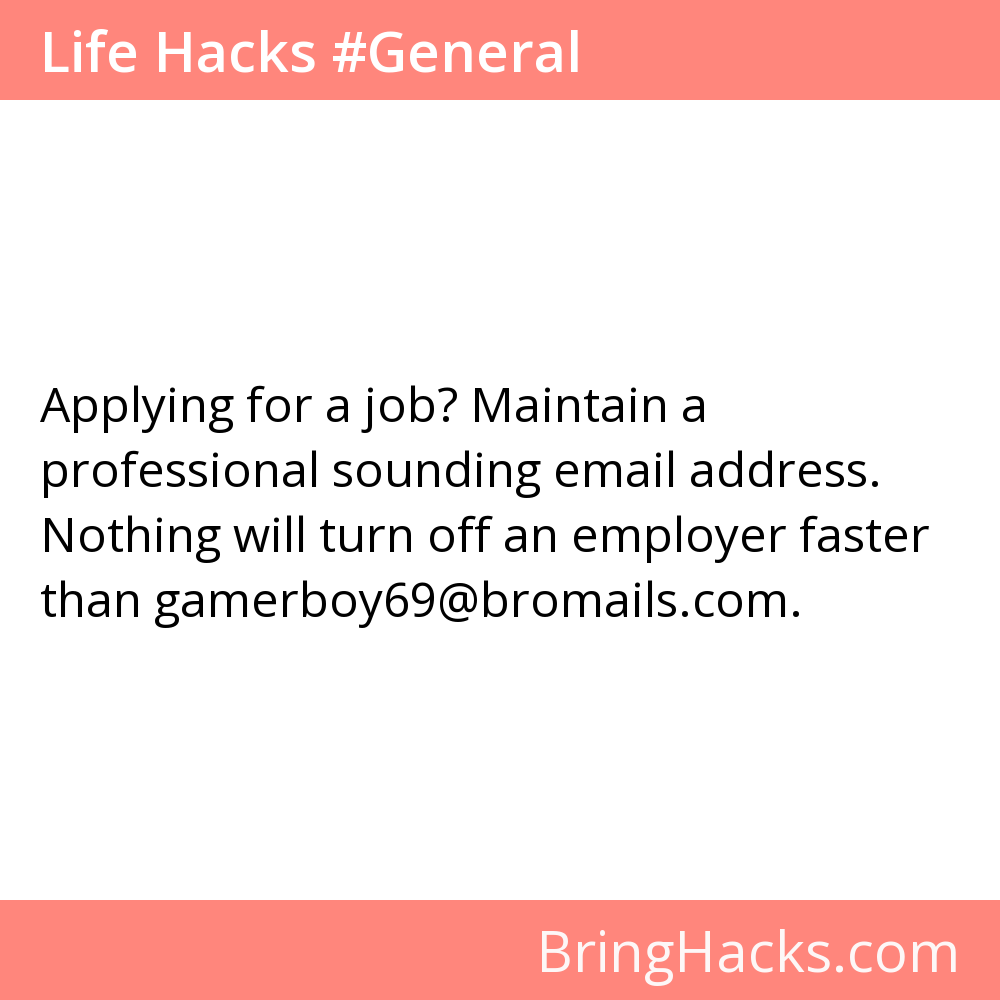 Life Hacks #General
Applying for a job? Maintain a
professional sounding email address.
Nothing will turn off an employer faster
than gamerboy69@bromails.com.
BringHacks.com